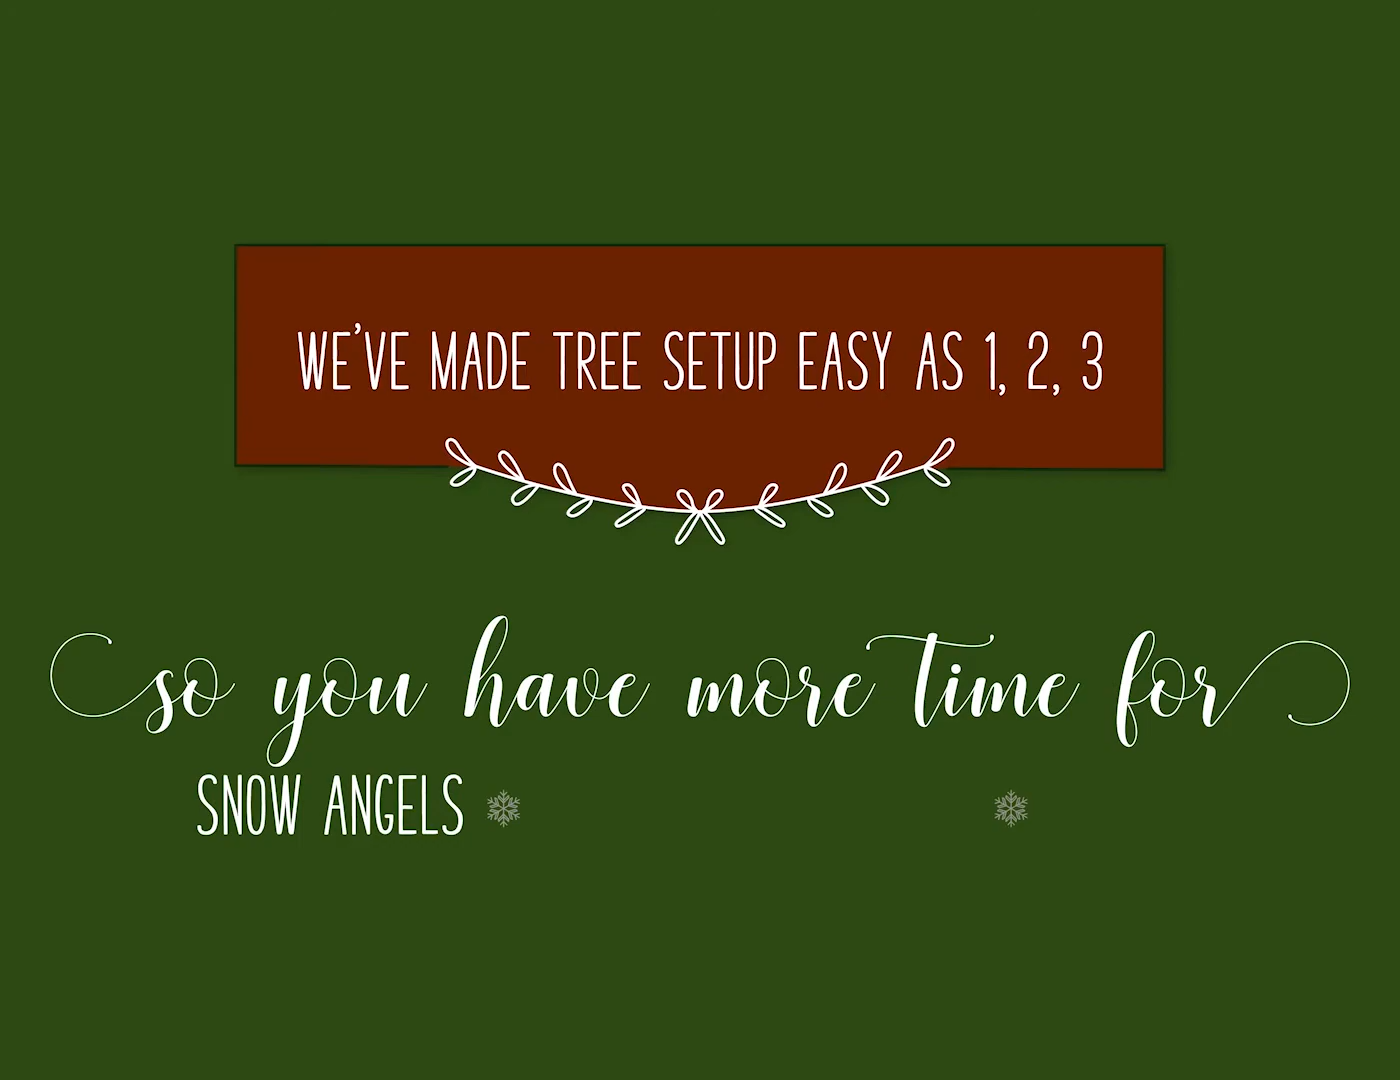 WE'VE MADE TREE SETUP EASY AS 1, 2, 3
so you have more time for
SNOW ANGELS